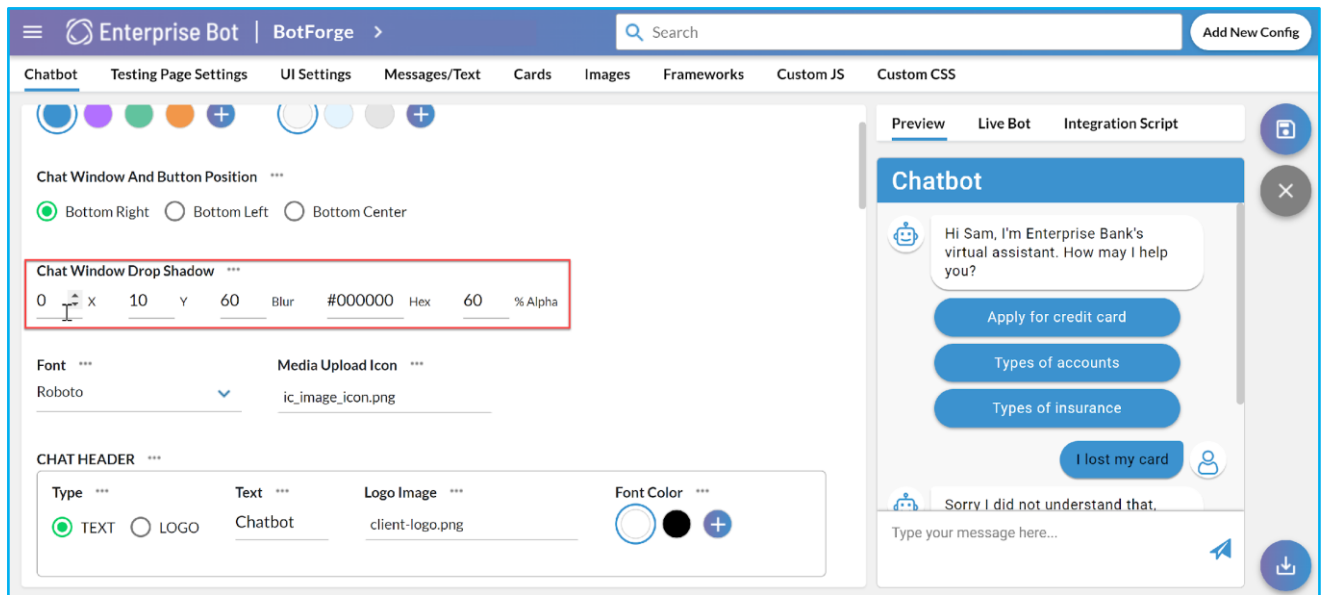 Enterprise Bot | BotForge >
Search
Add New Config
Chatbot Testing Page Settings UI Settings Messages/Text Cards Images Frameworks Custom JS Custom CSS
Chat Window And Button Position
Bottom Right Bottom Left Bottom Center
Chat Window Drop Shadow
0 X 10 Y 60 Blur #000000 Hex 60 % Alpha
Font Media Upload Icon
Roboto ic_image_icon.png
CHAT HEADER
Type Text Logo Image Font Color
TEXT LOGO Chatbot client-logo.png
Preview Live Bot Integration Script
Chatbot
Hi Sam, I'm Enterprise Bank's
virtual assistant. How may I help
you?
Apply for credit card
Types of accounts
Types of insurance
I lost my card
Sorry I did not understand that,
Type your message here...